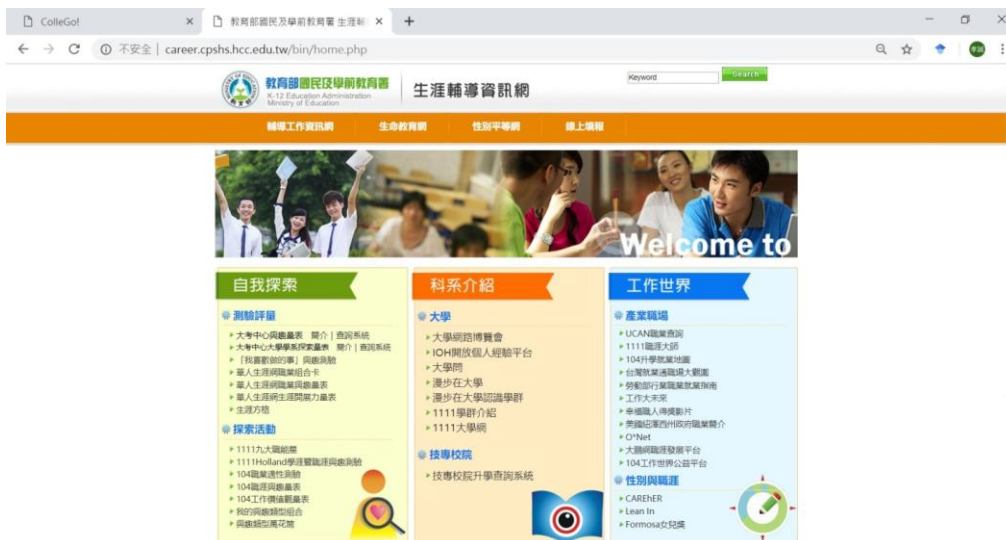 ColleGo!
教育部國民及學前教育署 生涯輔
不安全 | career.cpshs.hcc.edu.tw/bin/home.php
教育部國民及學前教育署
K-12 Education Administration
Ministry of Education
生涯輔導資訊網
Keyword
Search
輔導工作資訊網 生命教育網 性別平等網 線上填報
Welcome to
自我探索
測驗評量
大考中心興趣量表 簡介 | 查詢系統
大考中心大學學系探索量表 簡介 | 查詢系統
「我喜歡做的事」興趣測驗
華人生涯網職業組合卡
華人生涯網職業興趣量表
華人生涯網生涯開展力量表
生涯方格
探索活動
1111九大職能星
1111Holland學涯暨職涯興趣測驗
104職業適性測驗
104職涯興趣量表
104工作價值觀量表
我的興趣類型組合
興趣類型萬花筒
科系介紹
大學
大學網路博覽會
IOH開放個人經驗平台
大學問
漫步在大學
漫步在大學認識學群
1111學群介紹
1111大學網
技專校院
技專校院升學查詢系統
工作世界
產業職場
UCAN職業查詢
1111職涯大師
104升學就業地圖
台灣就業通職場大觀園
勞動部行業職業就業指南
工作大未來
幸福職人得獎影片
美國紐澤西州政府職業簡介
O*Net
大鵬網職涯發展平台
104工作世界公益平台
性別與職涯
CAREhER
Lean In
Formosa女兒獎